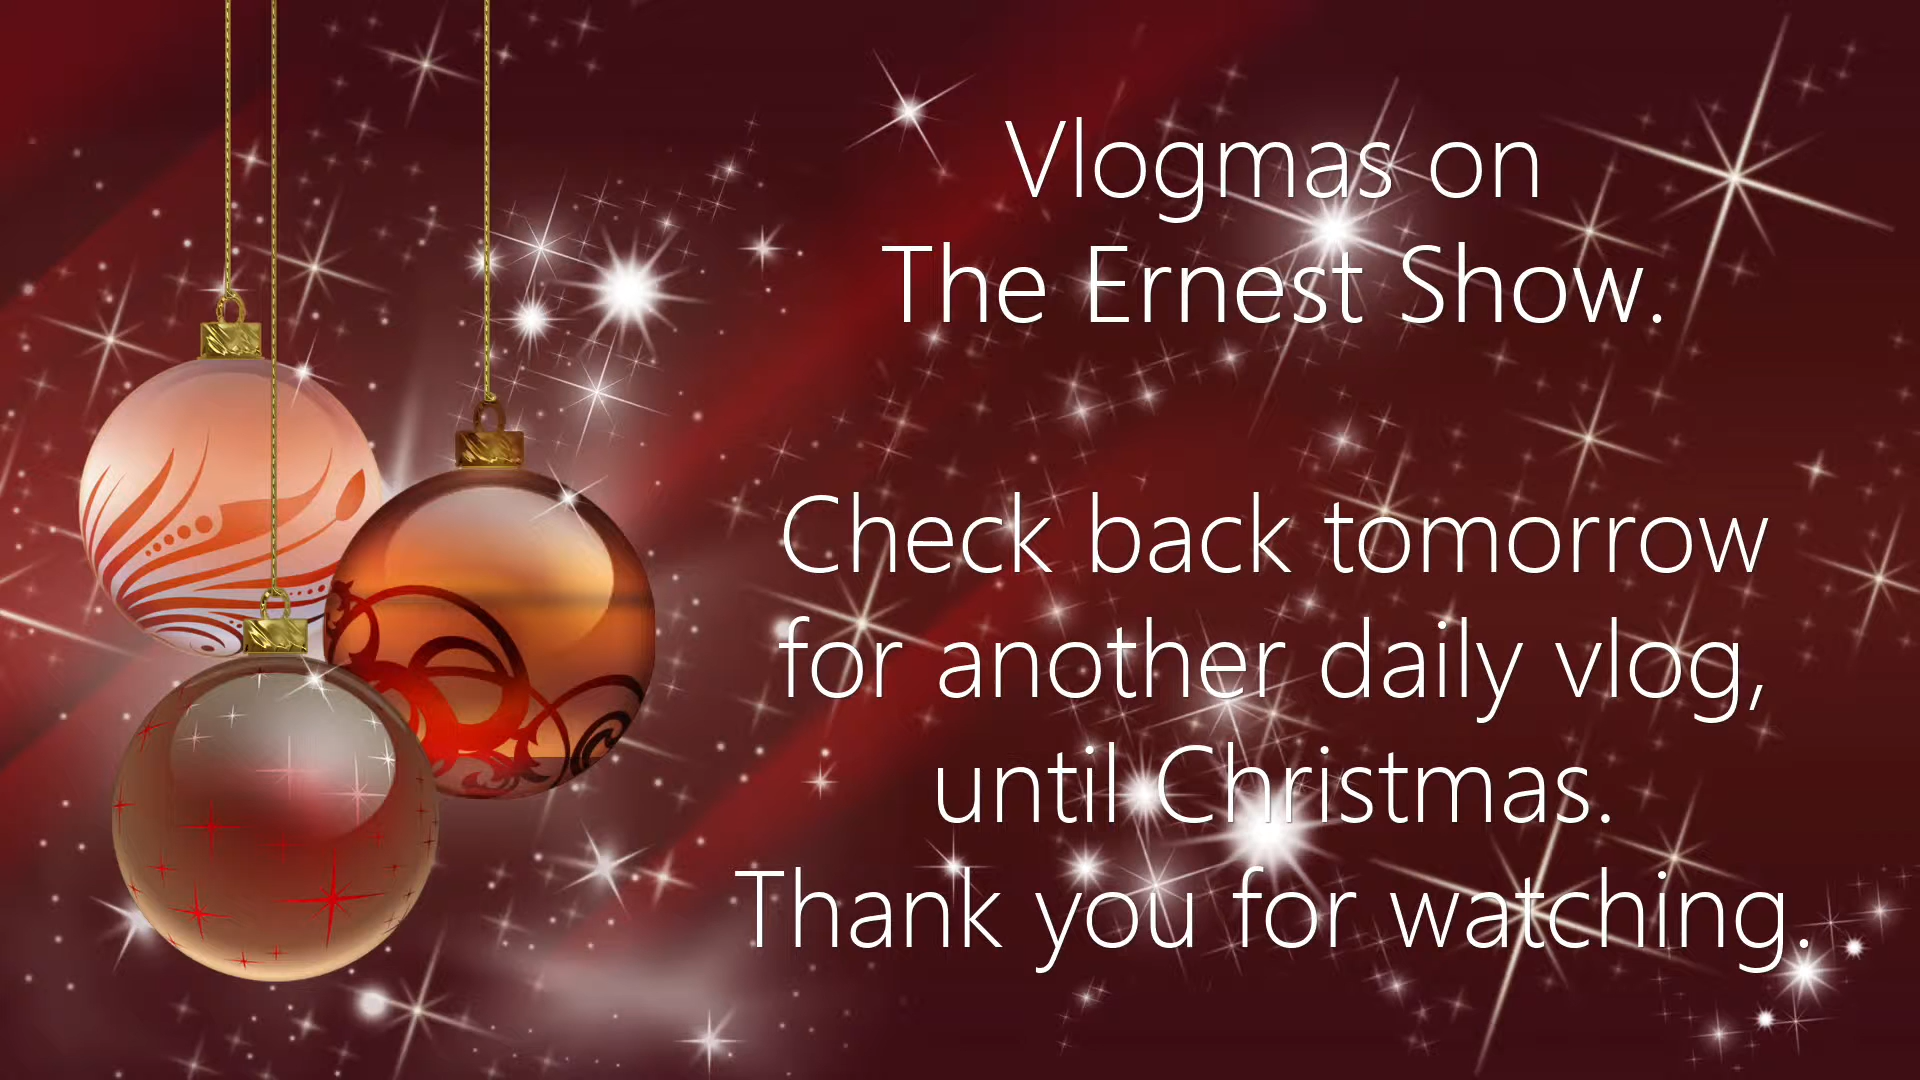 Vlogmas on
The Ernest Show.
Check back tomorrow
for another daily vlog,
until Christmas.
Thank you for watching.